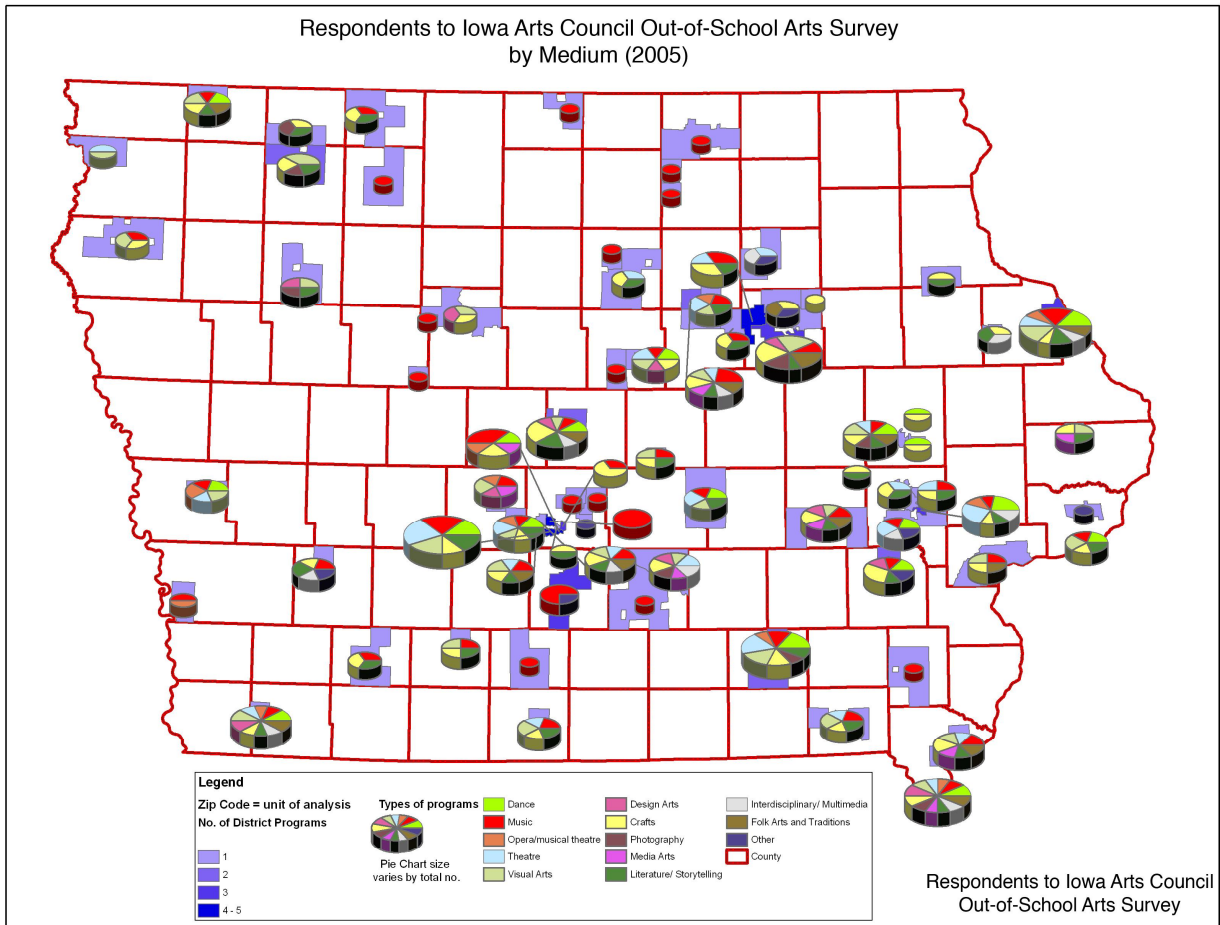 Respondents to Iowa Arts Council Out-of-School Arts Survey
by Medium (2005)
Legend
Zip Code = unit of analysis
No. of District Programs
1
2
3
4 - 5
Types of programs
Pie Chart size
varies by total no.
Dance
Music
Opera/musical theatre
Theatre
Visual Arts
Design Arts
Crafts
Photography
Media Arts
Literature/ Storytelling
Interdisciplinary/ Multimedia
Folk Arts and Traditions
Other
County
Respondents to Iowa Arts Council
Out-of-School Arts Survey